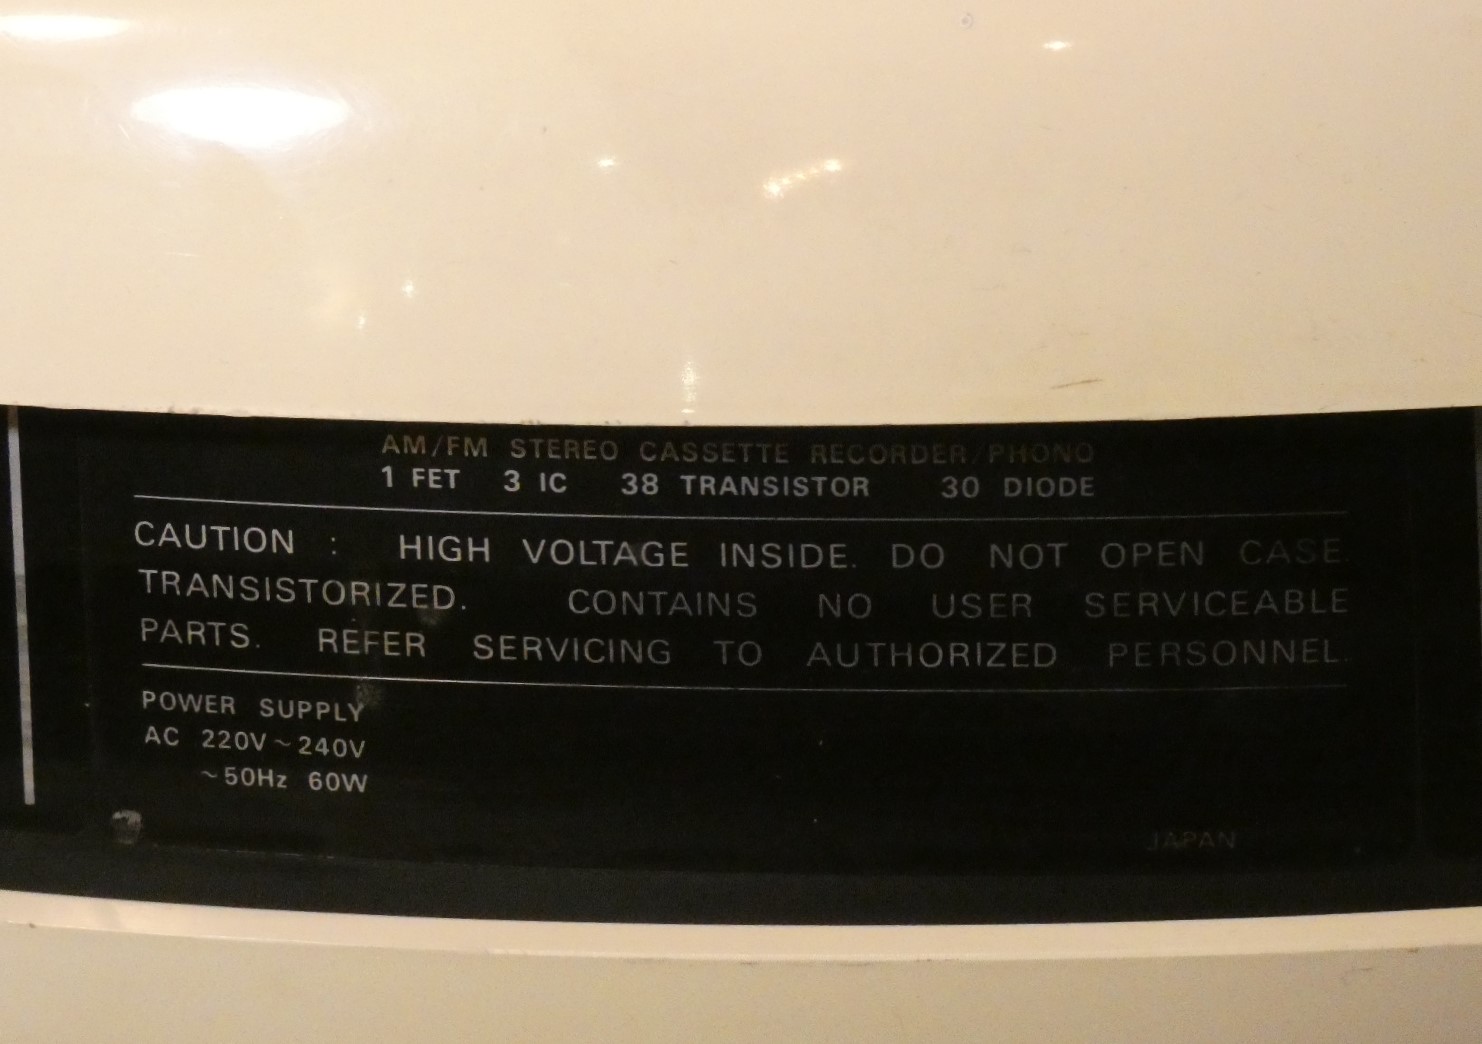 AM/FM STEREO CASSETTE RECORDER/PHONO
1 FET 3 IC 38 TRANSISTOR 30 DIODE
CAUTION : HIGH VOLTAGE INSIDE. DO NOT OPEN CASE.
TRANSISTORIZED. CONTAINS NO USER SERVICEABLE
PARTS. REFER SERVICING TO AUTHORIZED PERSONNEL.
POWER SUPPLY
AC 220V~240V
~50Hz 60W
JAPAN